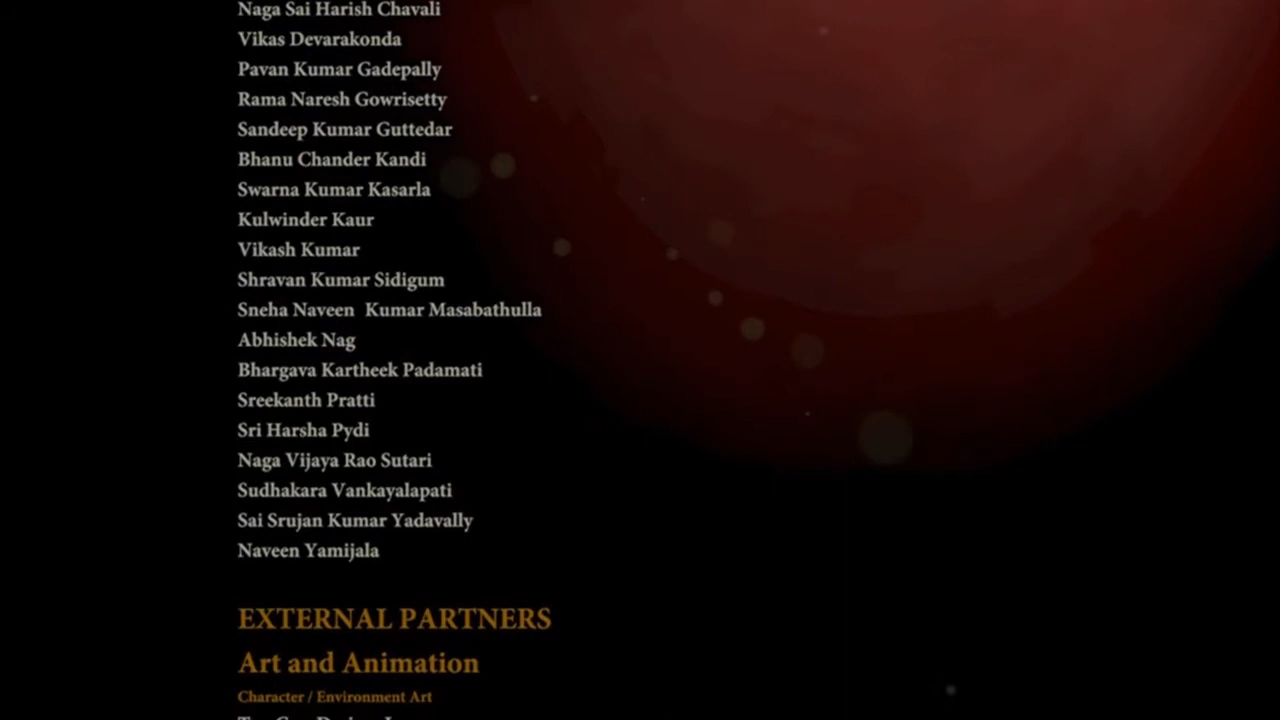 Naga Sai Harish Chavali
Vikas Devarakonda
Pavan Kumar Gadepally
Rama Naresh Gowrisetty
Sandeep Kumar Guttedar
Bhanu Chander Kandi
Swarna Kumar Kasarla
Kulwinder Kaur
Vikash Kumar
Shravan Kumar Sidigum
Sneha Naveen  Kumar Masabathulla
Abhishek Nag
Bhargava Kartheek Padamati
Sreekanth Pratti
Sri Harsha Pydi
Naga Vijaya Rao Sutari
Sudhakara Vankayalapati
Sai Srujan Kumar Yadavally
Naveen Yamijala
EXTERNAL PARTNERS
Art and Animation
Character / Environment Art